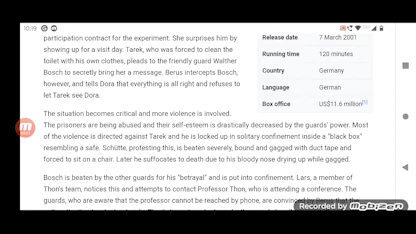 10:19
participation contract for the experiment. She surprises him by
showing up for a visit day. Tarek, who was forced to clean the
toilet with his own clothes, pleads to the friendly guard Walther
Bosch to secretly bring her a message. Berus intercepts Bosch,
however, and tells Dora that everything is all right and refuses to
let Tarek see Dora.
Release date 7 March 2001
Running time 120 minutes
Country Germany
Language German
Box office US$11.6 million[1]
The situation becomes critical and more violence is involved.
The prisoners are being abused and their self-esteem is drastically decreased by the guards' power. Most
of the violence is directed against Tarek and he is locked up in solitary confinement inside a "black box"
resembling a safe. Schütte, protesting this, is beaten severely, bound and gagged with duct tape and
forced to sit on a chair. Later he suffocates to death due to his bloody nose drying up while gagged.
Bosch is beaten by the other guards for his "betrayal" and is put into confinement. Lars, a member of
Thon's team, notices this and attempts to contact Professor Thon, who is attending a conference. The
guards, who are aware that the professor cannot be reached by phone, are convinced by Berus that the
Recorded by Mobizen